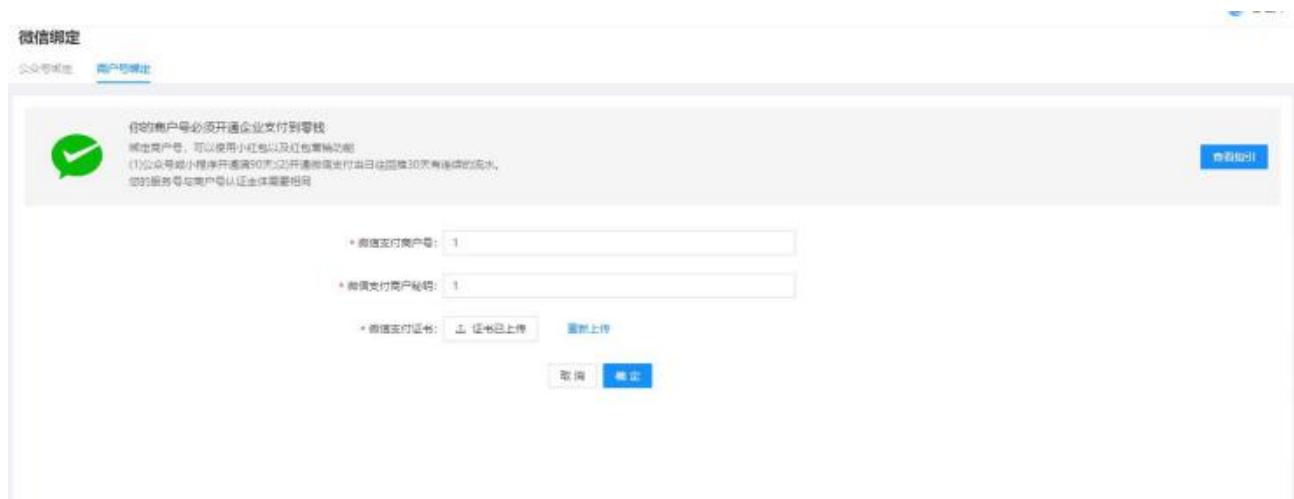 微信绑定
公众号绑定 商户号绑定
你的商户号必须开通企业支付到零钱
绑定商户号，可以使用小红包以及红包营销功能
(1)公众号或小程序开通满90天;(2)开通微信支付当日往回推30天有连续的流水。
您的服务号与商户号认证主体需要相同
查看指引
* 微信支付商户号: 1
* 微信支付商户秘钥: 1
* 微信支付证书: 证书已上传 重新上传
取消 确定